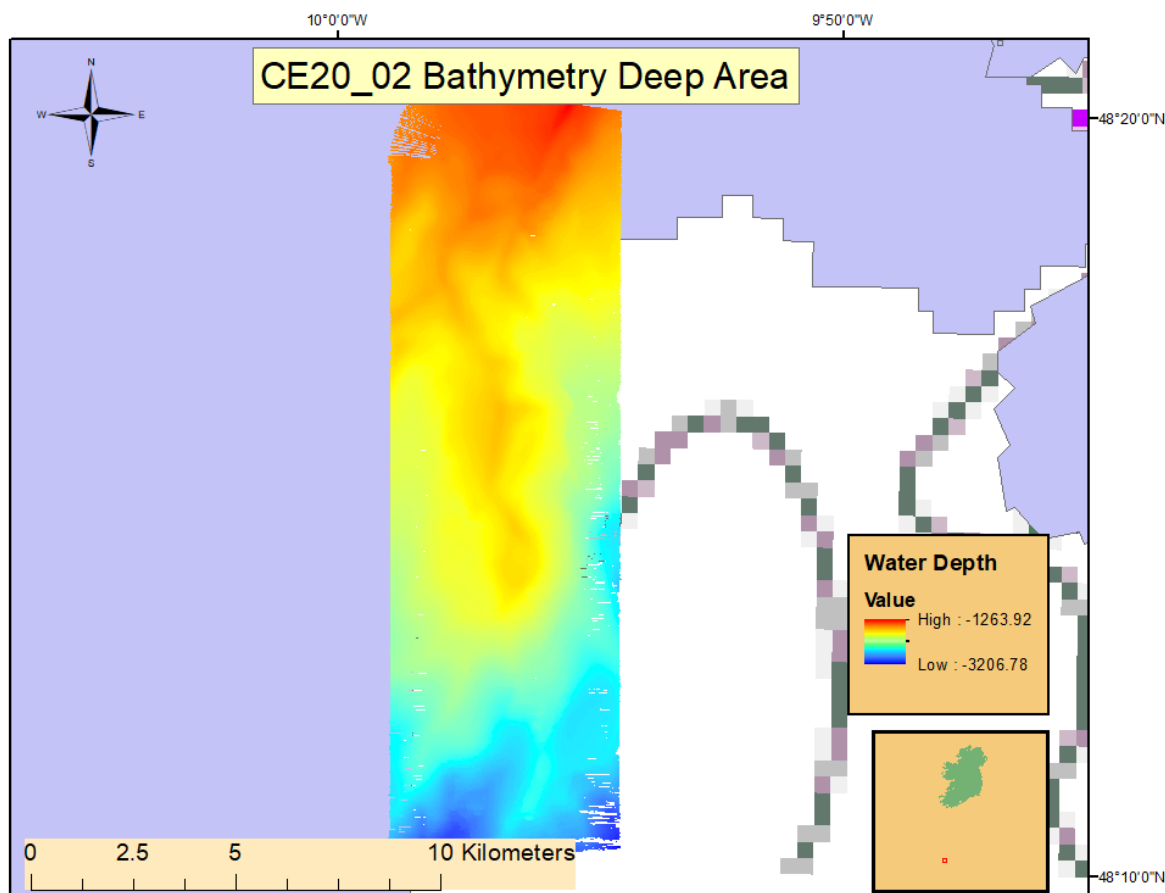 10°0'0"W
9°50'0"W
CE20_02 Bathymetry Deep Area
N
W
E
S
48°20'0"N
Water Depth
Value
High : -1263.92
Low : -3206.78
0
2.5
5
10 Kilometers
48°10'0"N